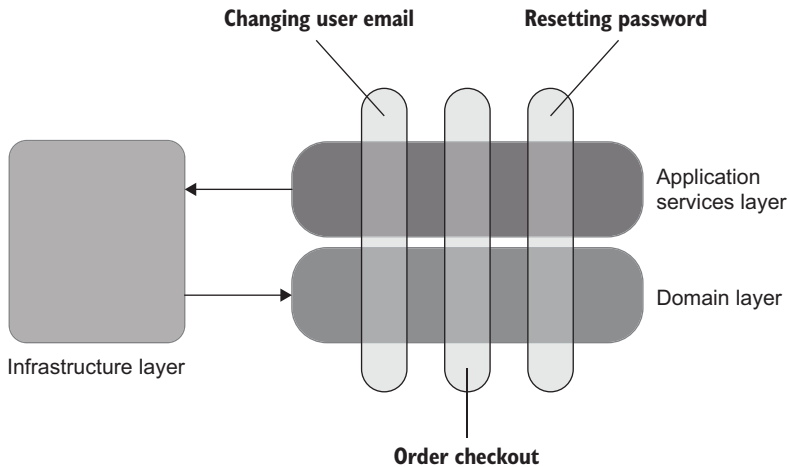 Changing user email
Resetting password
Application
services layer
Domain layer
Infrastructure layer
Order checkout